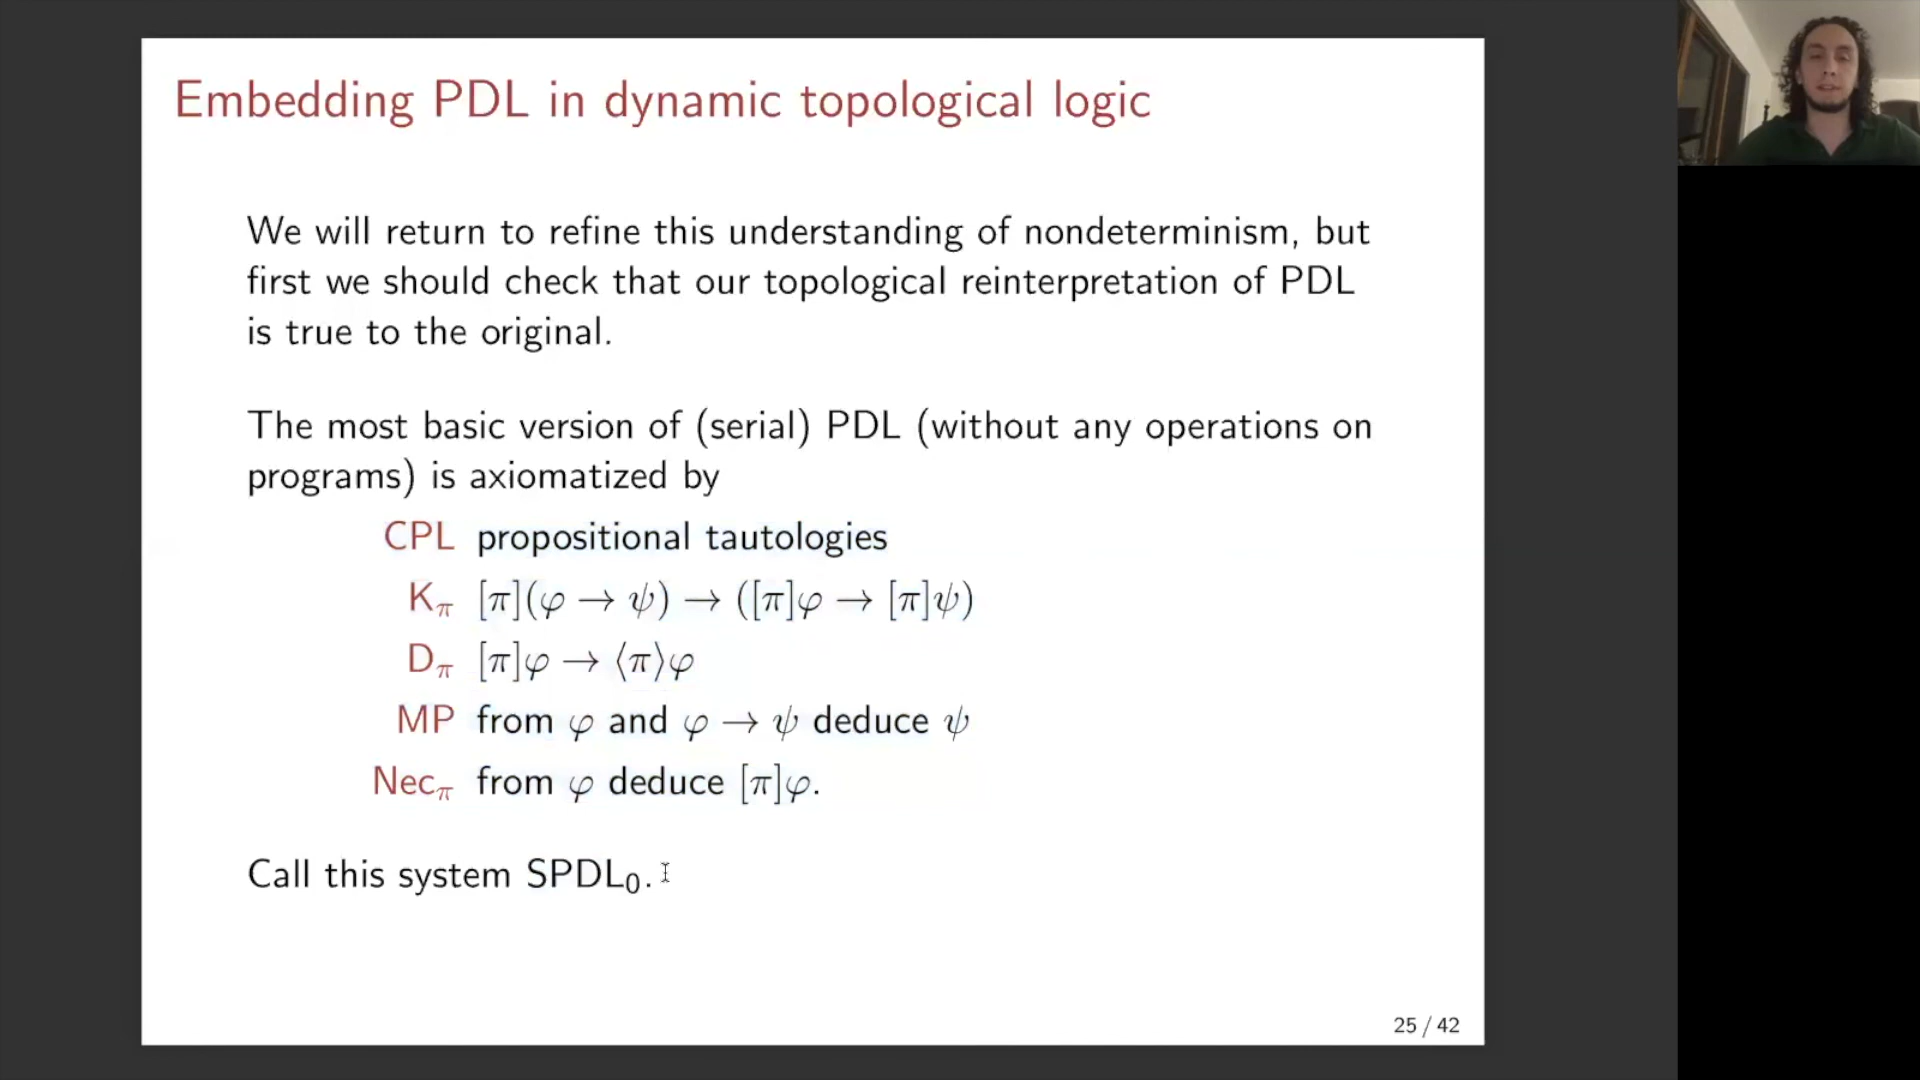 Embedding PDL in dynamic topological logic
We will return to refine this understanding of nondeterminism, but
first we should check that our topological reinterpretation of PDL
is true to the original.
The most basic version of (serial) PDL (without any operations on
programs) is axiomatized by
CPL propositional tautologies
K_π [π](φ → ψ) → ([π]φ → [π]ψ)
D_π [π]φ → ⟨π⟩φ
MP from φ and φ → ψ deduce ψ
Nec_π from φ deduce [π]φ.
Call this system SPDL₀.
25 / 42